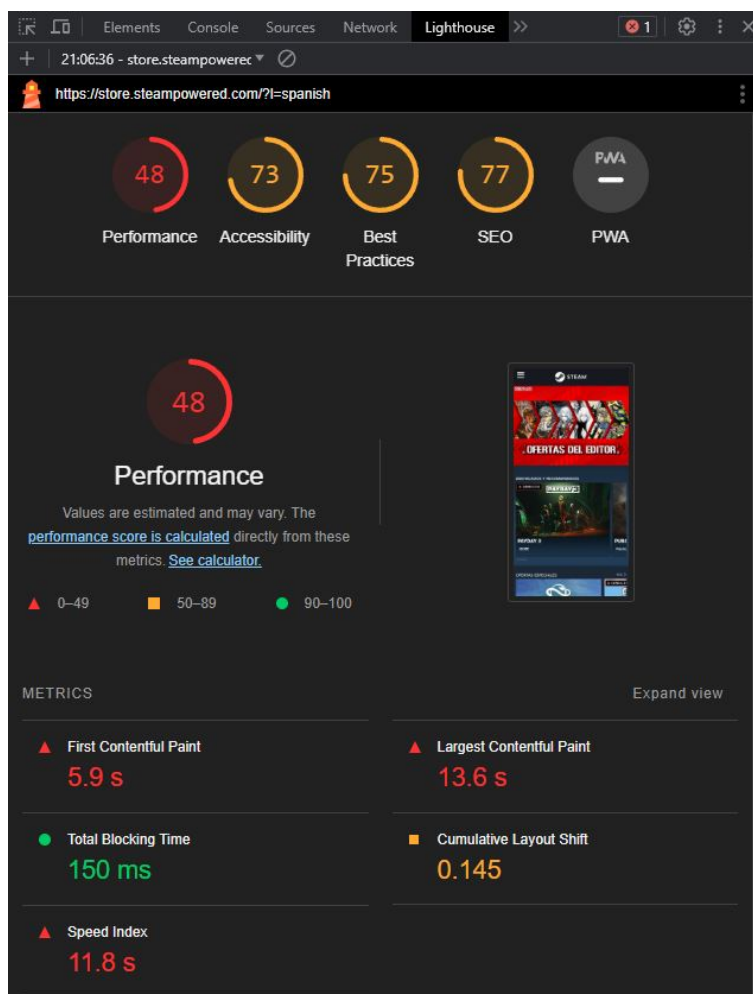 Elements Console Sources Network Lighthouse 1
21:06:36 - store.steampowerec
https://store.steampowered.com/?l=spanish
48 73 75 77 PWA
Performance Accessibility Best Practices SEO PWA
48
Performance
Values are estimated and may vary. The
performance score is calculated directly from these
metrics. See calculator.
0–49 50–89 90–100
STEAM
OFERTAS DEL EDITOR
PAYDAY 3
PAYDAY 3
OFERTAS ESPECIALES
METRICS Expand view
First Contentful Paint Largest Contentful Paint
5.9 s 13.6 s
Total Blocking Time Cumulative Layout Shift
150 ms 0.145
Speed Index
11.8 s